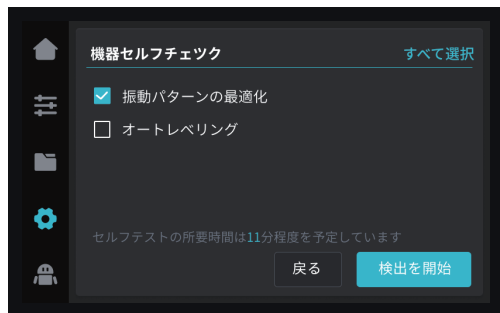 機器セルフチェツク
すべて選択
振動パターンの最適化
オートレベリング
セルフテストの所要時間は11分程度を予定しています
戻る
検出を開始